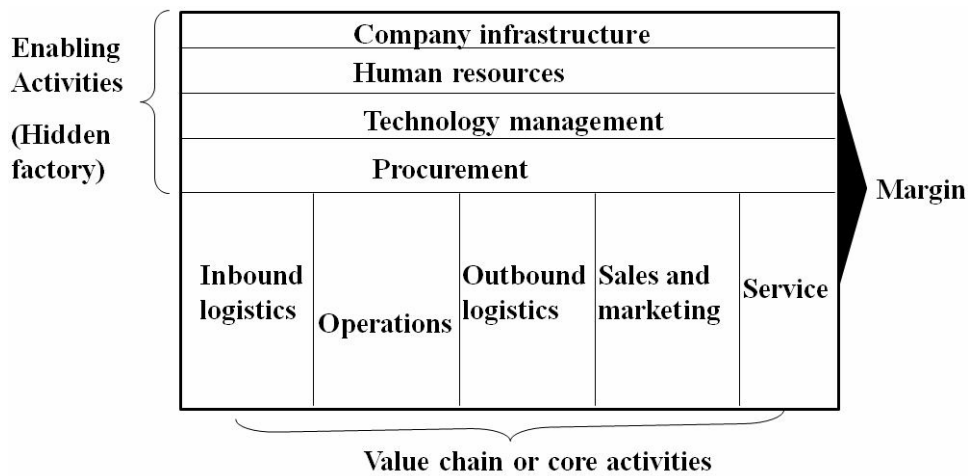 Enabling
Activities
(Hidden
factory)
Company infrastructure
Human resources
Technology management
Procurement
Margin
Inbound
logistics
Operations
Outbound
logistics
Sales and
marketing
Service
Value chain or core activities